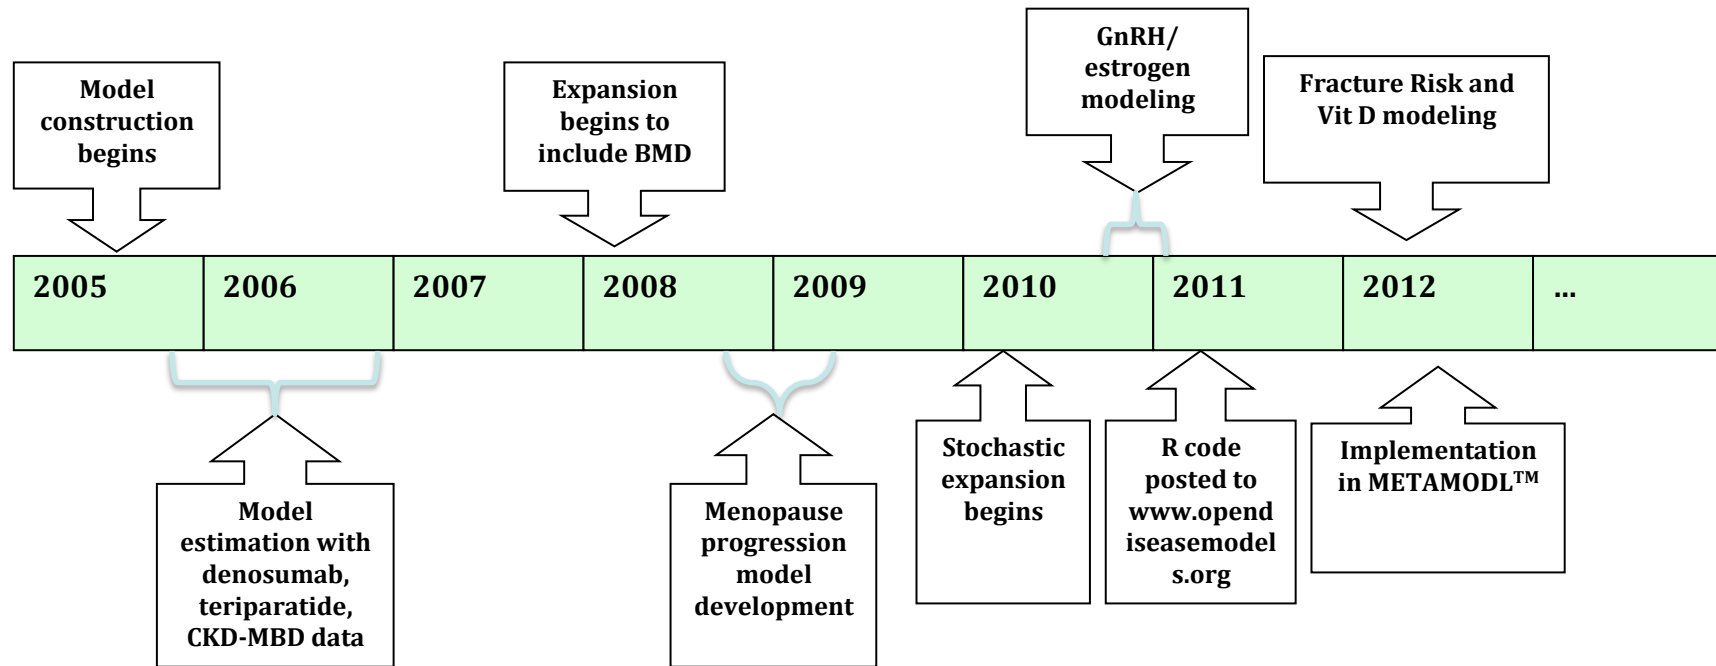 Model
construction
begins
Expansion
begins to
include BMD
GnRH/
estrogen
modeling
Fracture Risk and
Vit D modeling
2005
2006
2007
2008
2009
2010
2011
2012
...
Model
estimation with
denosumab,
teriparatide,
CKD-MBD data
Menopause
progression
model
development
Stochastic
expansion
begins
R code
posted to
www.opend
iseasemodel
s.org
Implementation
in METAMODL™